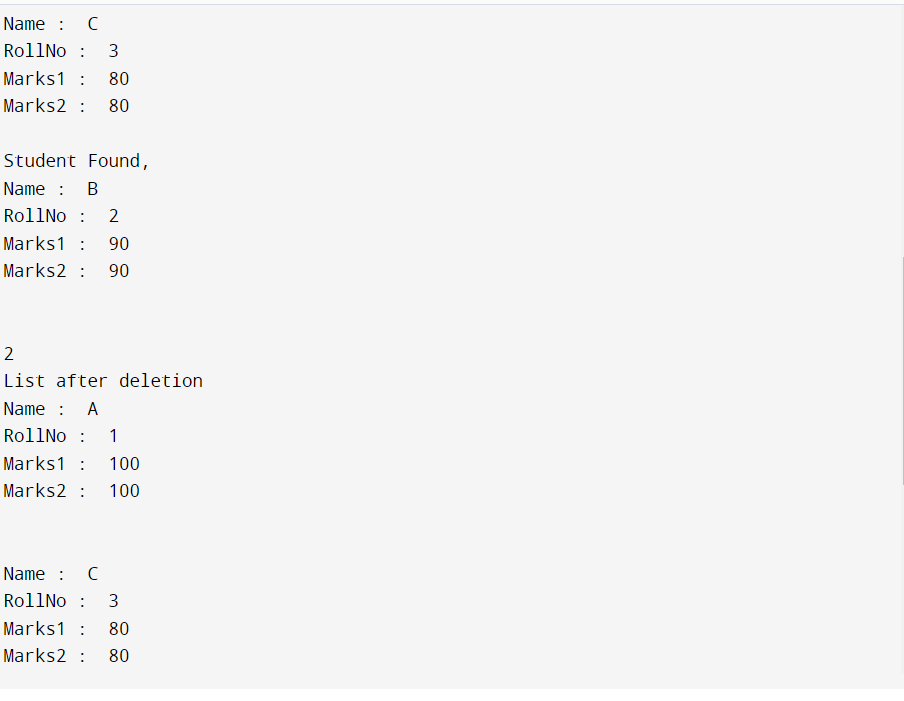 Name :  C
RollNo :  3
Marks1 :  80
Marks2 :  80
Student Found,
Name :  B
RollNo :  2
Marks1 :  90
Marks2 :  90
2
List after deletion
Name :  A
RollNo :  1
Marks1 :  100
Marks2 :  100
Name :  C
RollNo :  3
Marks1 :  80
Marks2 :  80